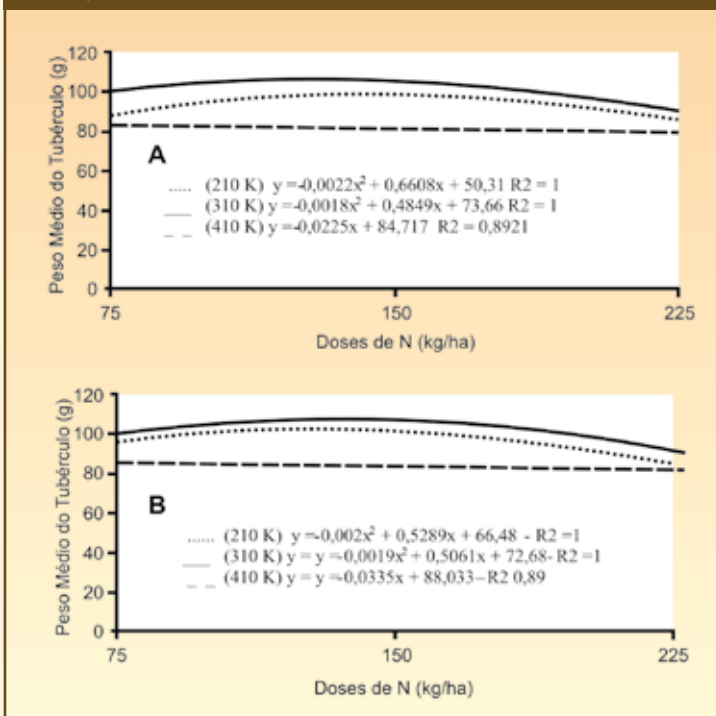 120
100
80
60
40
20
0
Peso Médio do Tubérculo (g)
A
(210 K) y =-0,0022x² + 0,6608x + 50,31 R2 = 1
(310 K) y =-0,0018x² + 0,4849x + 73,66 R2 = 1
(410 K) y =-0,0225x + 84,717 R2 = 0,8921
75 150 225
Doses de N (kg/ha)
120
100
80
60
40
20
0
Peso Médio do Tubérculo (g)
B
(210 K) y =-0,002x² + 0,5289x + 66,48 - R2 =1
(310 K) y = y =-0,0019x² + 0,5061x + 72,68- R2 =1
(410 K) y = y =-0,0335x + 88,033– R2 0,89
75 150 225
Doses de N (kg/ha)